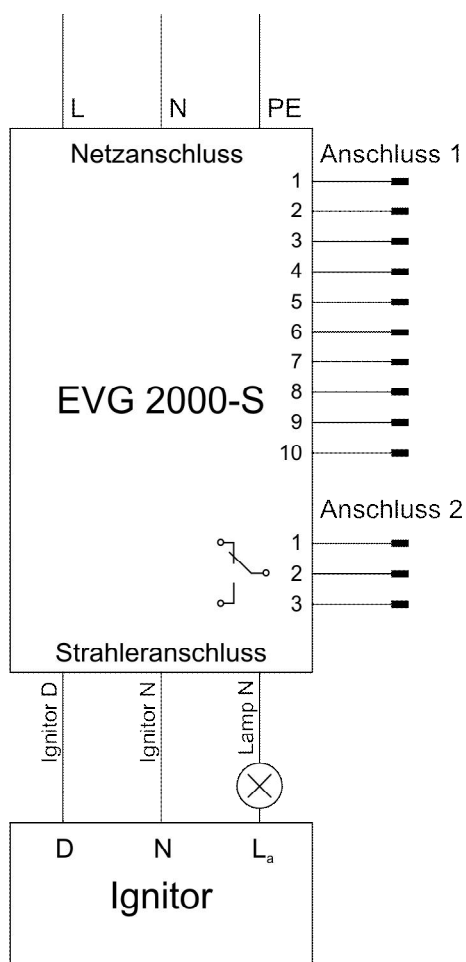 L N PE
Netzanschluss
Anschluss 1
1
2
3
4
5
6
7
8
9
10
EVG 2000-S
Anschluss 2
1
2
3
Strahleranschluss
Ignitor D
Ignitor N
Lamp N
D N La
Ignitor